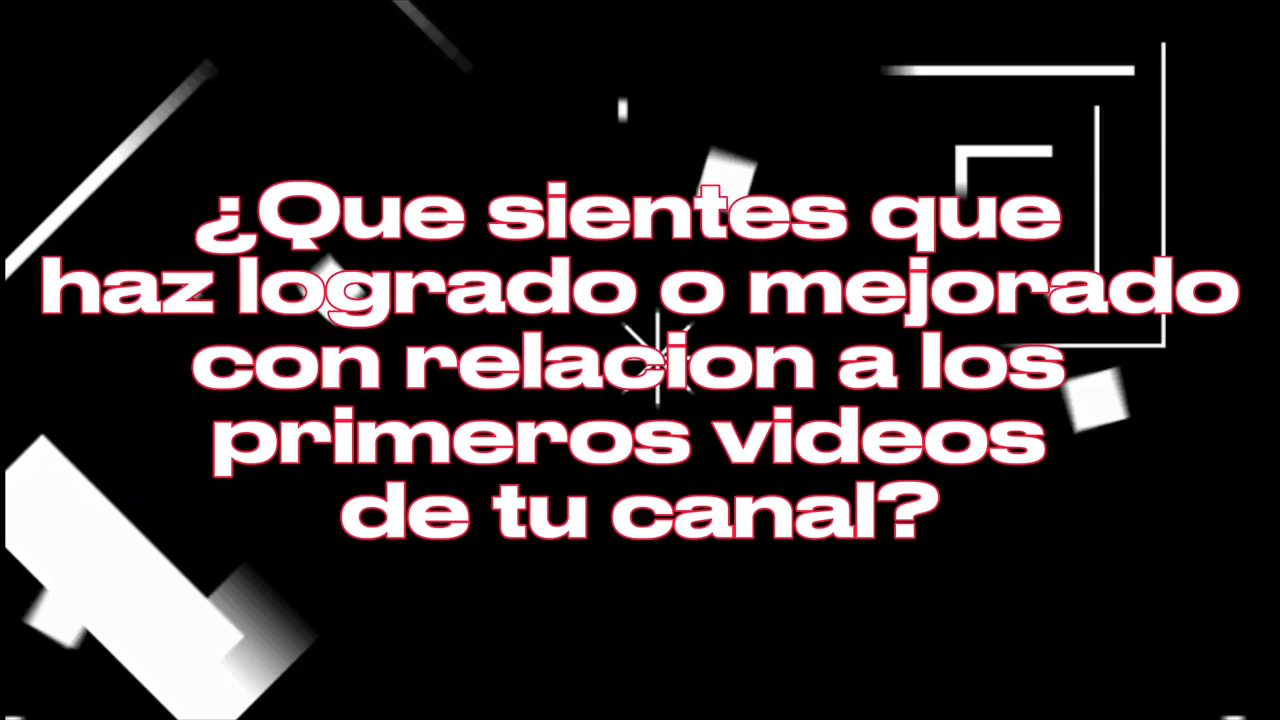 ¿Que sientes que
haz logrado o mejorado
con relacion a los
primeros videos
de tu canal?